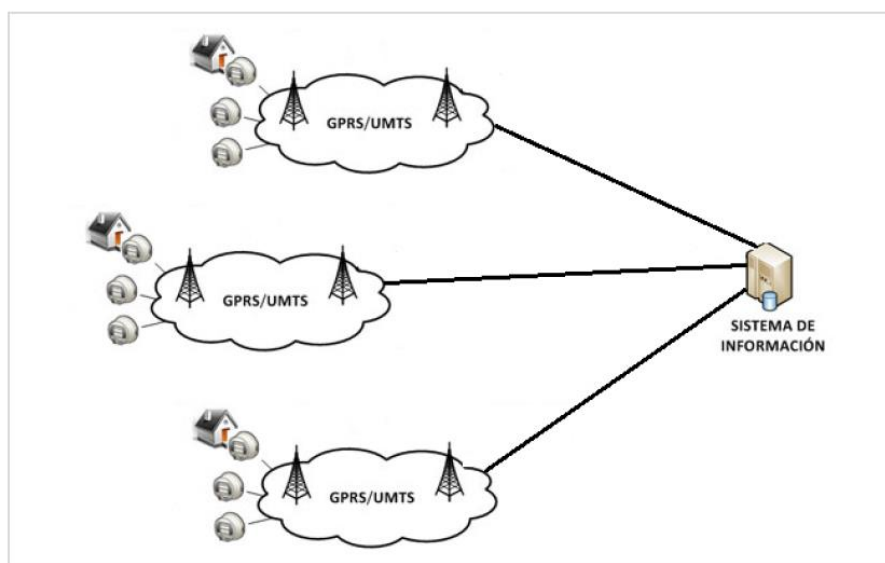 GPRS/UMTS
GPRS/UMTS
SISTEMA DE
INFORMACIÓN
GPRS/UMTS